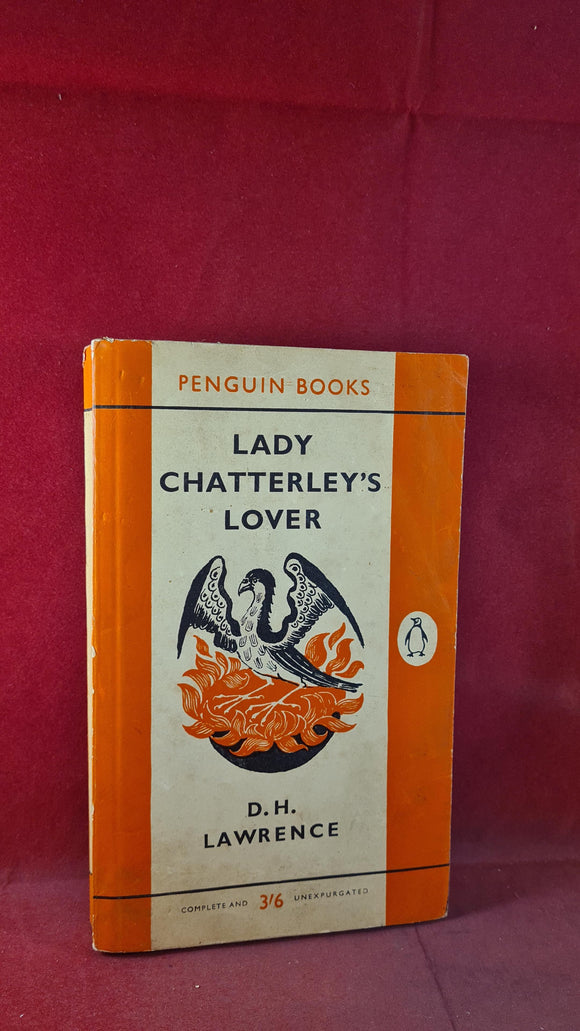 PENGUIN BOOKS
LADY
CHATTERLEY'S
LOVER
D.H.
LAWRENCE
COMPLETE AND 3'6 UNEXPURGATED